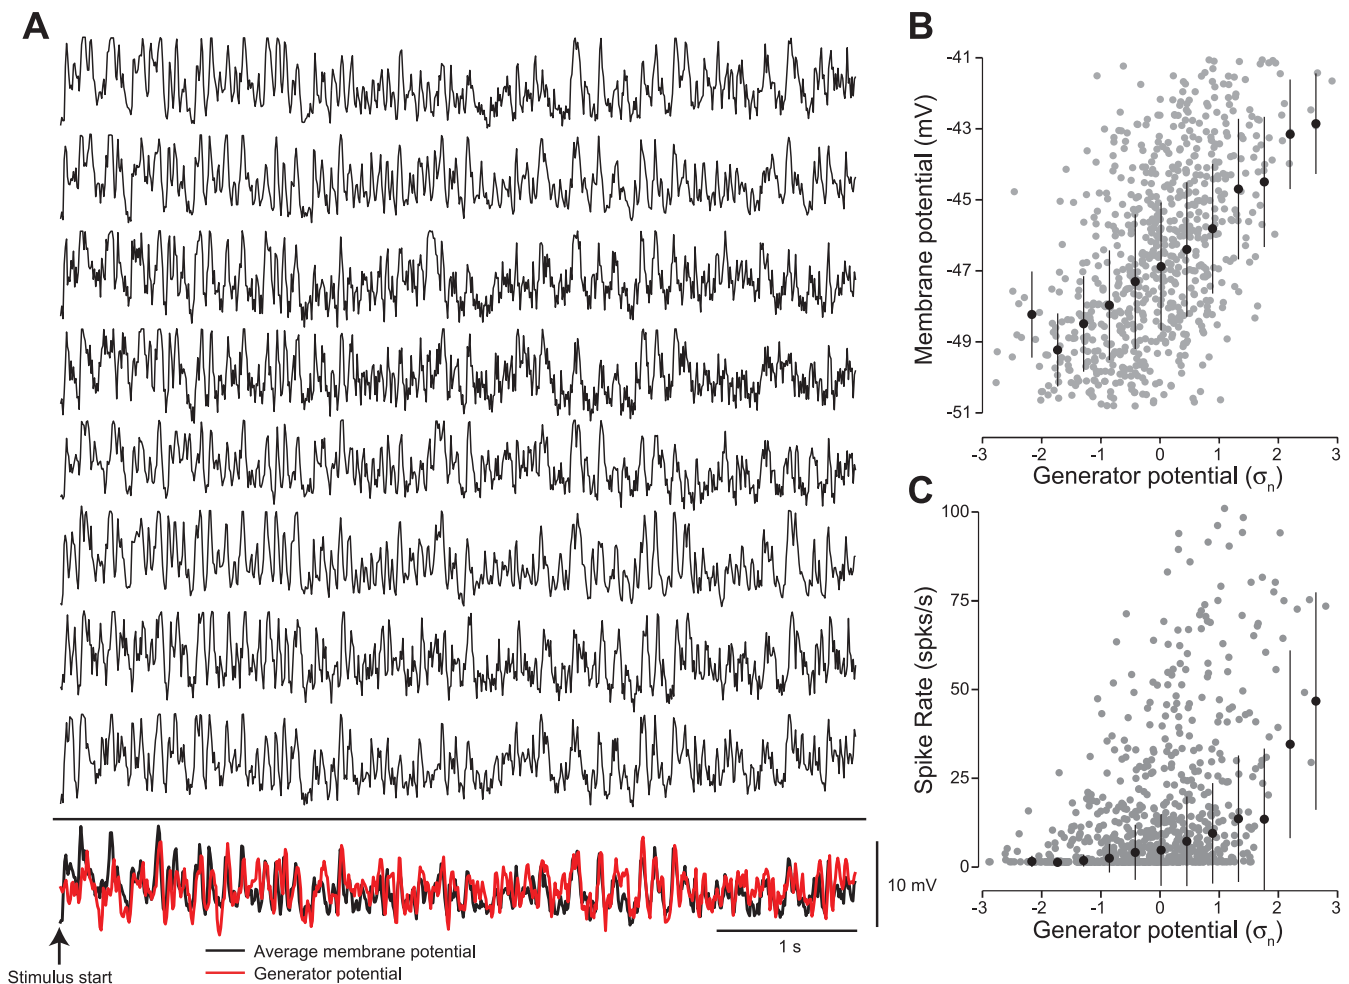 A
10 mV
1 s
Stimulus start
Average membrane potential
Generator potential
B
Membrane potential (mV)
-41
-43
-45
-47
-49
-51
-3 -2 -1 0 1 2 3
Generator potential (σn)
C
Spike Rate (spks/s)
100
75
50
25
0
-3 -2 -1 0 1 2 3
Generator potential (σn)